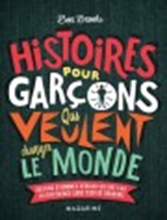 Ben Brooks
HISTOIRES
POUR
GARÇONS
Qui
VEULENT
changer
LE MONDE
MAZARINE